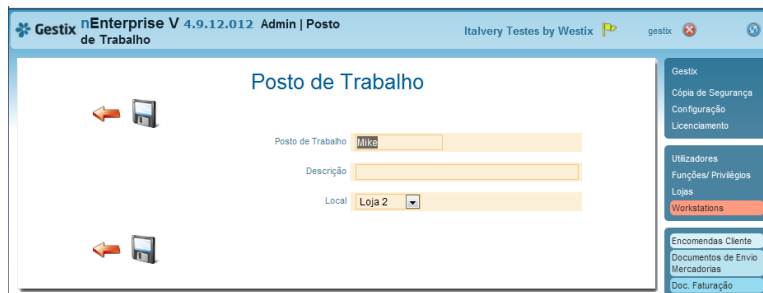 Gestix nEnterprise V 4.9.12.012 Admin | Posto
de Trabalho
Italvery Testes by Westix
gestix
Posto de Trabalho
Posto de Trabalho Mike
Descrição
Local Loja 2
Gestix
Cópia de Segurança
Configuração
Licenciamento
Utilizadores
Funções/ Privilégios
Lojas
Workstations
Encomendas Cliente
Documentos de Envio
Mercadorias
Doc. Faturação